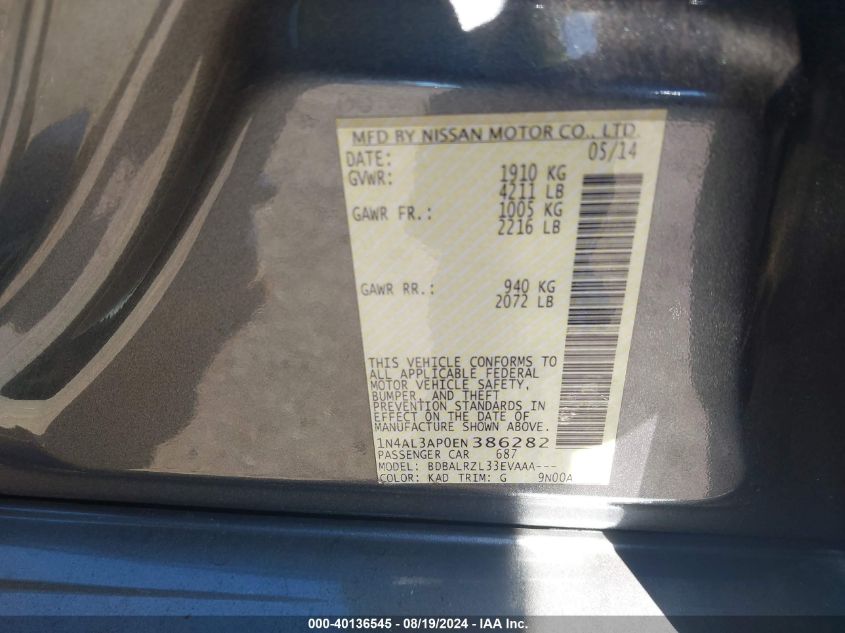 MFD BY NISSAN MOTOR CO., LTD.
DATE: 05/14
GVWR: 1910 KG
4211 LB
GAWR FR.: 1005 KG
2216 LB
GAWR RR.: 940 KG
2072 LB
THIS VEHICLE CONFORMS TO
ALL APPLICABLE FEDERAL
MOTOR VEHICLE SAFETY,
BUMPER, AND THEFT
PREVENTION STANDARDS IN
EFFECT ON THE DATE OF
MANUFACTURE SHOWN ABOVE.
1N4AL3AP0EN386282
PASSENGER CAR 687
MODEL: BDBALRZL33EVAAA---
COLOR: KAD TRIM: G 9N00A
000-40136545 - 08/19/2024 - IAA Inc.